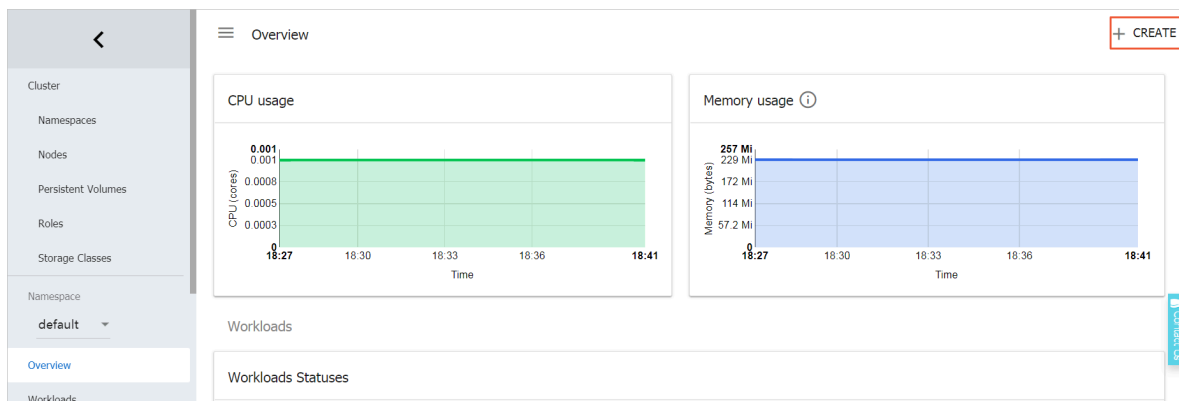 Overview
+ CREATE
Cluster
Namespaces
Nodes
Persistent Volumes
Roles
Storage Classes
Namespace
default
Overview
Workloads
CPU usage
CPU (cores)
0.001
0.001
0.0008
0.0005
0.0003
0
18:27 18:30 18:33 18:36 18:41
Time
Memory usage
Memory (bytes)
257 Mi
229 Mi
172 Mi
114 Mi
57.2 Mi
0
18:27 18:30 18:33 18:36 18:41
Time
Workloads
Workloads Statuses
Contact Us